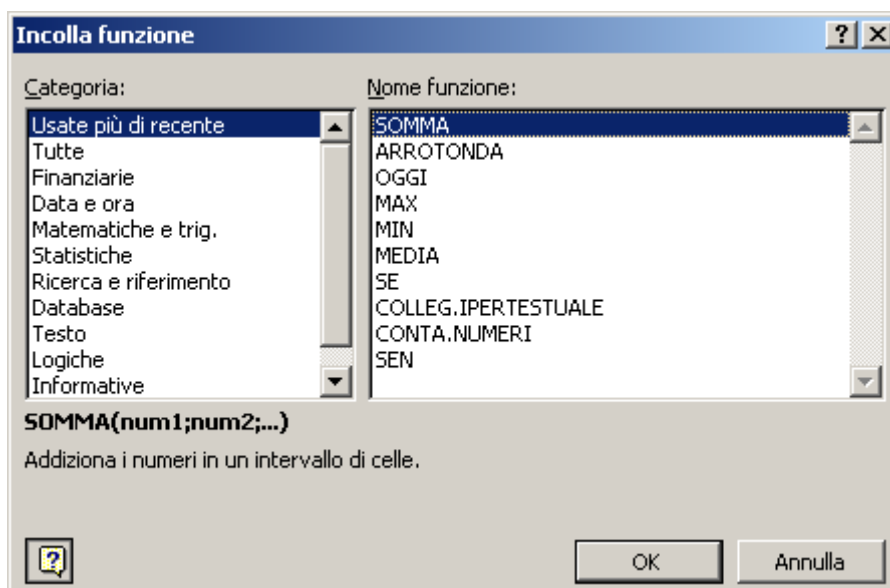 Incolla funzione
Categoria:
Usate più di recente
Tutte
Finanziarie
Data e ora
Matematiche e trig.
Statistiche
Ricerca e riferimento
Database
Testo
Logiche
Informative
Nome funzione:
SOMMA
ARROTONDA
OGGI
MAX
MIN
MEDIA
SE
COLLEG.IPERTESTUALE
CONTA.NUMERI
SEN
SOMMA(num1;num2;...)
Addiziona i numeri in un intervallo di celle.
OK
Annulla